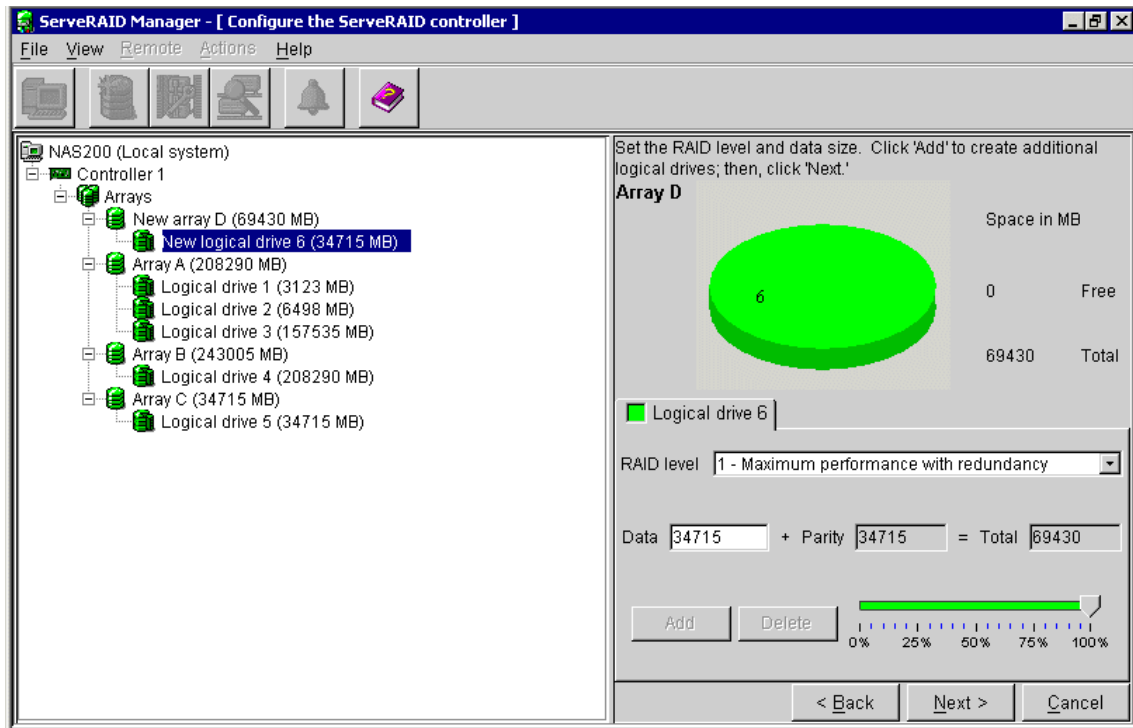 ServeRAID Manager - [ Configure the ServeRAID controller ]
File View Remote Actions Help
NAS200 (Local system)
Controller 1
Arrays
New array D (69430 MB)
New logical drive 6 (34715 MB)
Array A (208290 MB)
Logical drive 1 (3123 MB)
Logical drive 2 (6498 MB)
Logical drive 3 (157535 MB)
Array B (243005 MB)
Logical drive 4 (208290 MB)
Array C (34715 MB)
Logical drive 5 (34715 MB)
Set the RAID level and data size. Click 'Add' to create additional
logical drives; then, click 'Next.'
Array D
Space in MB
6
0 Free
69430 Total
Logical drive 6
RAID level 1 - Maximum performance with redundancy
Data 34715 + Parity 34715 = Total 69430
Add Delete
0% 25% 50% 75% 100%
< Back Next > Cancel